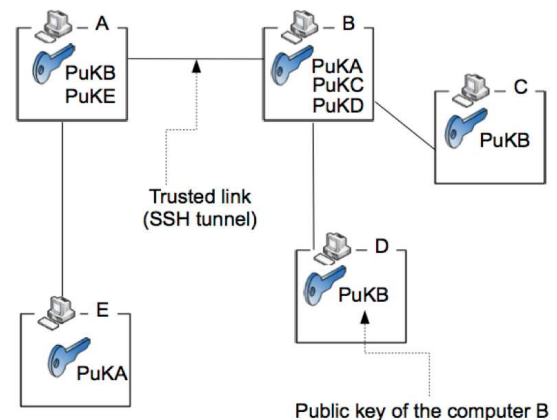 A
PuKB
PuKE
B
PuKA
PuKC
PuKD
C
PuKB
Trusted link
(SSH tunnel)
D
PuKB
E
PuKA
Public key of the computer B